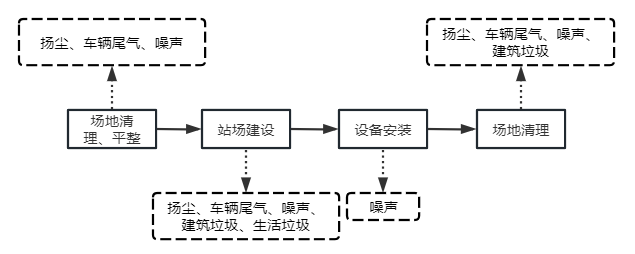 扬尘、车辆尾气、噪声
扬尘、车辆尾气、噪声、
建筑垃圾
场地清
理、平整
站场建设
设备安装
场地清理
扬尘、车辆尾气、噪声、
建筑垃圾、生活垃圾
噪声